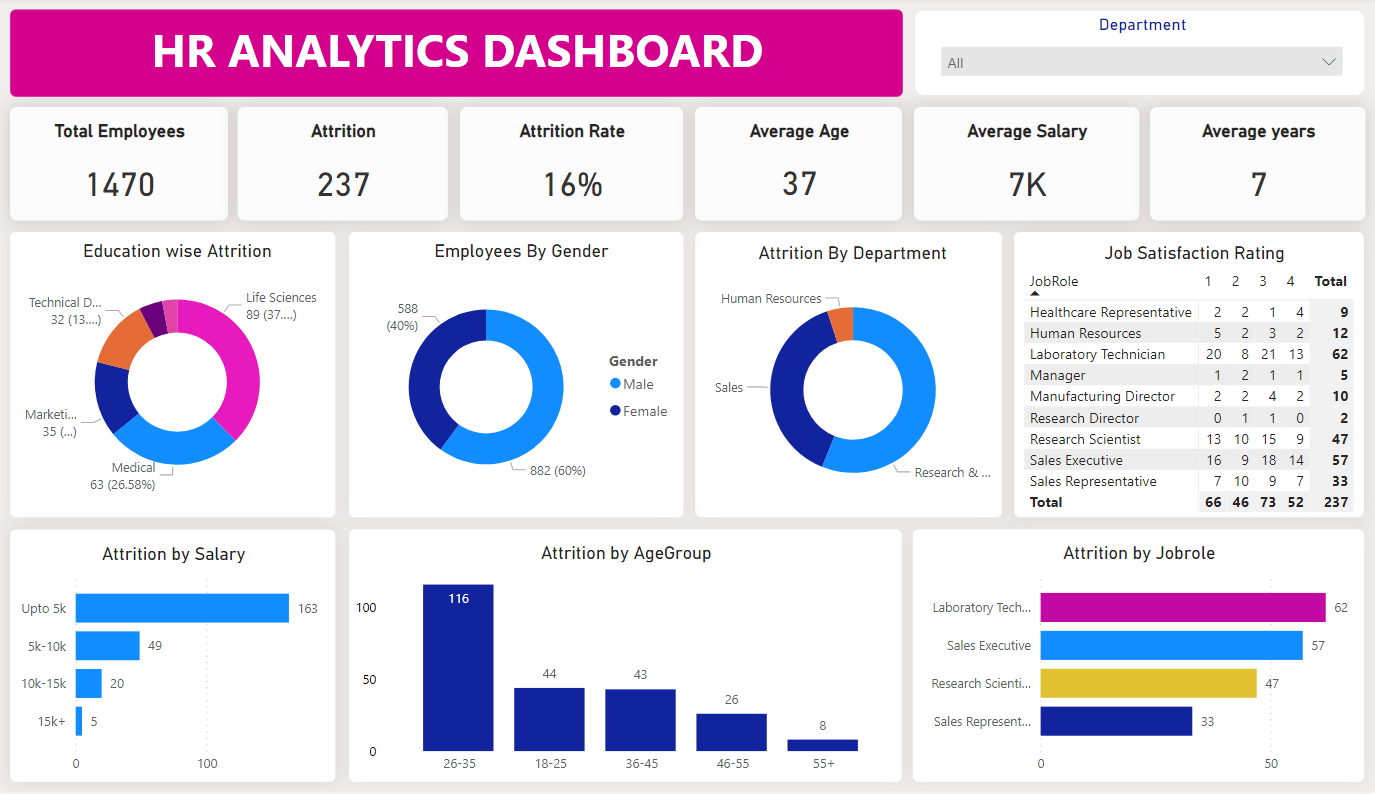 HR ANALYTICS DASHBOARD
Department
All
Total Employees
1470
Attrition
237
Attrition Rate
16%
Average Age
37
Average Salary
7K
Average years
7
Education wise Attrition
Technical D...
32 (13....)
Life Sciences
89 (37....)
Marketi...
35 (...)
Medical
63 (26.58%)
Employees By Gender
588
(40%)
882 (60%)
Gender
Male
Female
Attrition By Department
Human Resources
Sales
Research & ...
Job Satisfaction Rating
JobRole 1 2 3 4 Total
Healthcare Representative 2 2 1 4 9
Human Resources 5 2 3 2 12
Laboratory Technician 20 8 21 13 62
Manager 1 2 1 1 5
Manufacturing Director 2 2 4 2 10
Research Director 0 1 1 0 2
Research Scientist 13 10 15 9 47
Sales Executive 16 9 18 14 57
Sales Representative 7 10 9 7 33
Total 66 46 73 52 237
Attrition by Salary
Upto 5k 163
5k-10k 49
10k-15k 20
15k+ 5
0 100
Attrition by AgeGroup
100
50
0
116
44
43
26
8
26-35 18-25 36-45 46-55 55+
Attrition by Jobrole
Laboratory Tech... 62
Sales Executive 57
Research Scienti... 47
Sales Represent... 33
0 50